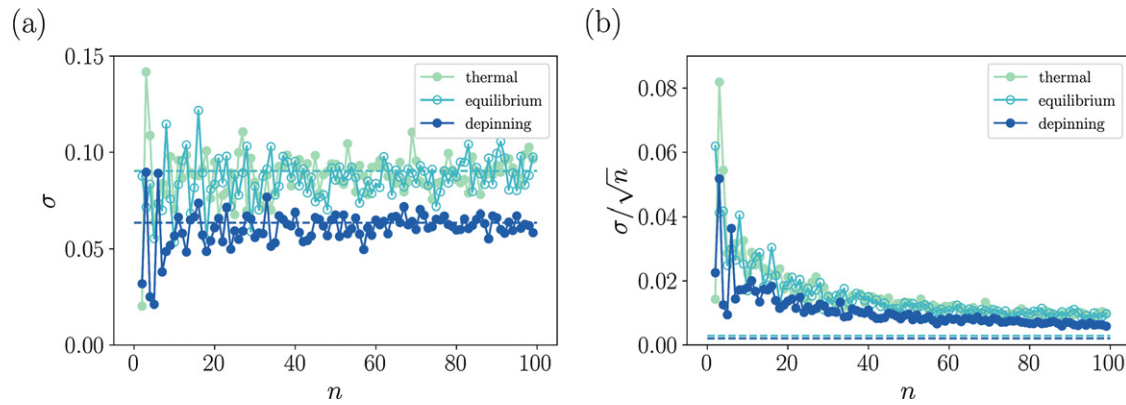 (a)
σ
0.15
0.10
0.05
0.00
0
20
40
60
80
100
n
thermal
equilibrium
depinning
(b)
σ/√n
0.08
0.06
0.04
0.02
0.00
0
20
40
60
80
100
n
thermal
equilibrium
depinning